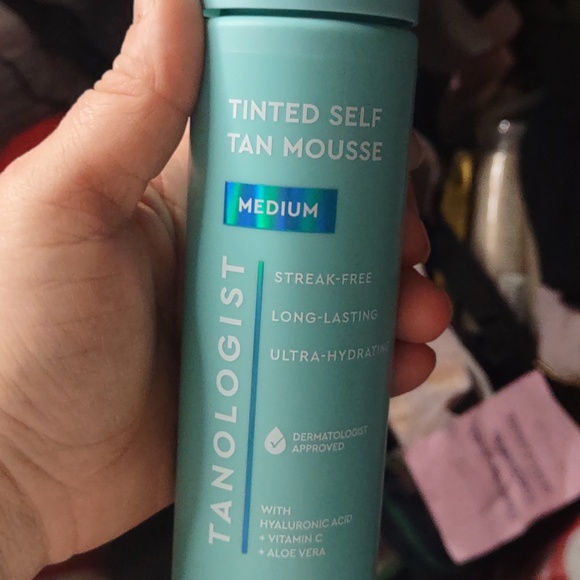 TINTED SELF
TAN MOUSSE
MEDIUM
TANOLOGIST
STREAK-FREE
LONG-LASTING
ULTRA-HYDRATING
DERMATOLOGIST
APPROVED
WITH
HYALURONIC ACID
+ VITAMIN C
+ ALOE VERA